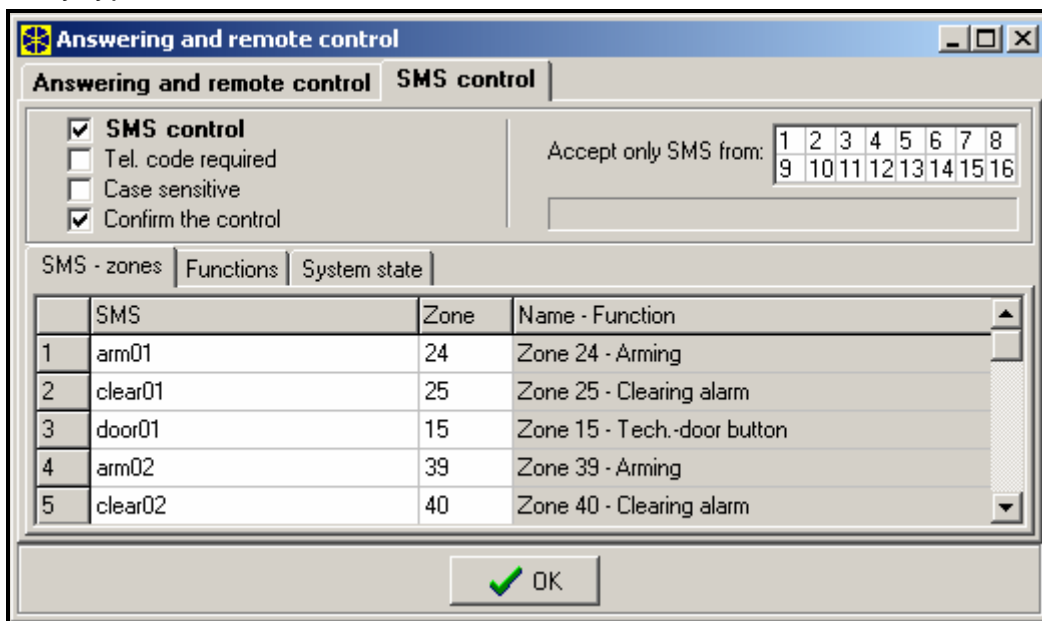 Answering and remote control
Answering and remote control SMS control
SMS control
Tel. code required
Case sensitive
Confirm the control
Accept only SMS from:
1 2 3 4 5 6 7 8
9 10 11 12 13 14 15 16
SMS - zones Functions System state
SMS Zone Name - Function
1 arm01 24 Zone 24 - Arming
2 clear01 25 Zone 25 - Clearing alarm
3 door01 15 Zone 15 - Tech.-door button
4 arm02 39 Zone 39 - Arming
5 clear02 40 Zone 40 - Clearing alarm
OK